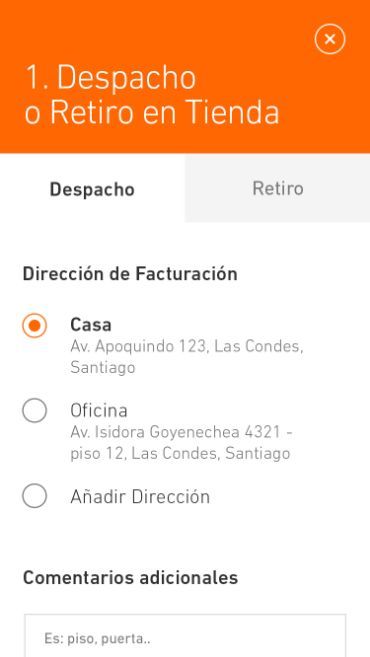 1. Despacho
o Retiro en Tienda
Despacho
Retiro
Dirección de Facturación
Casa
Av. Apoquindo 123, Las Condes,
Santiago
Oficina
Av. Isidora Goyenechea 4321 -
piso 12, Las Condes, Santiago
Añadir Dirección
Comentarios adicionales
Es: piso, puerta..